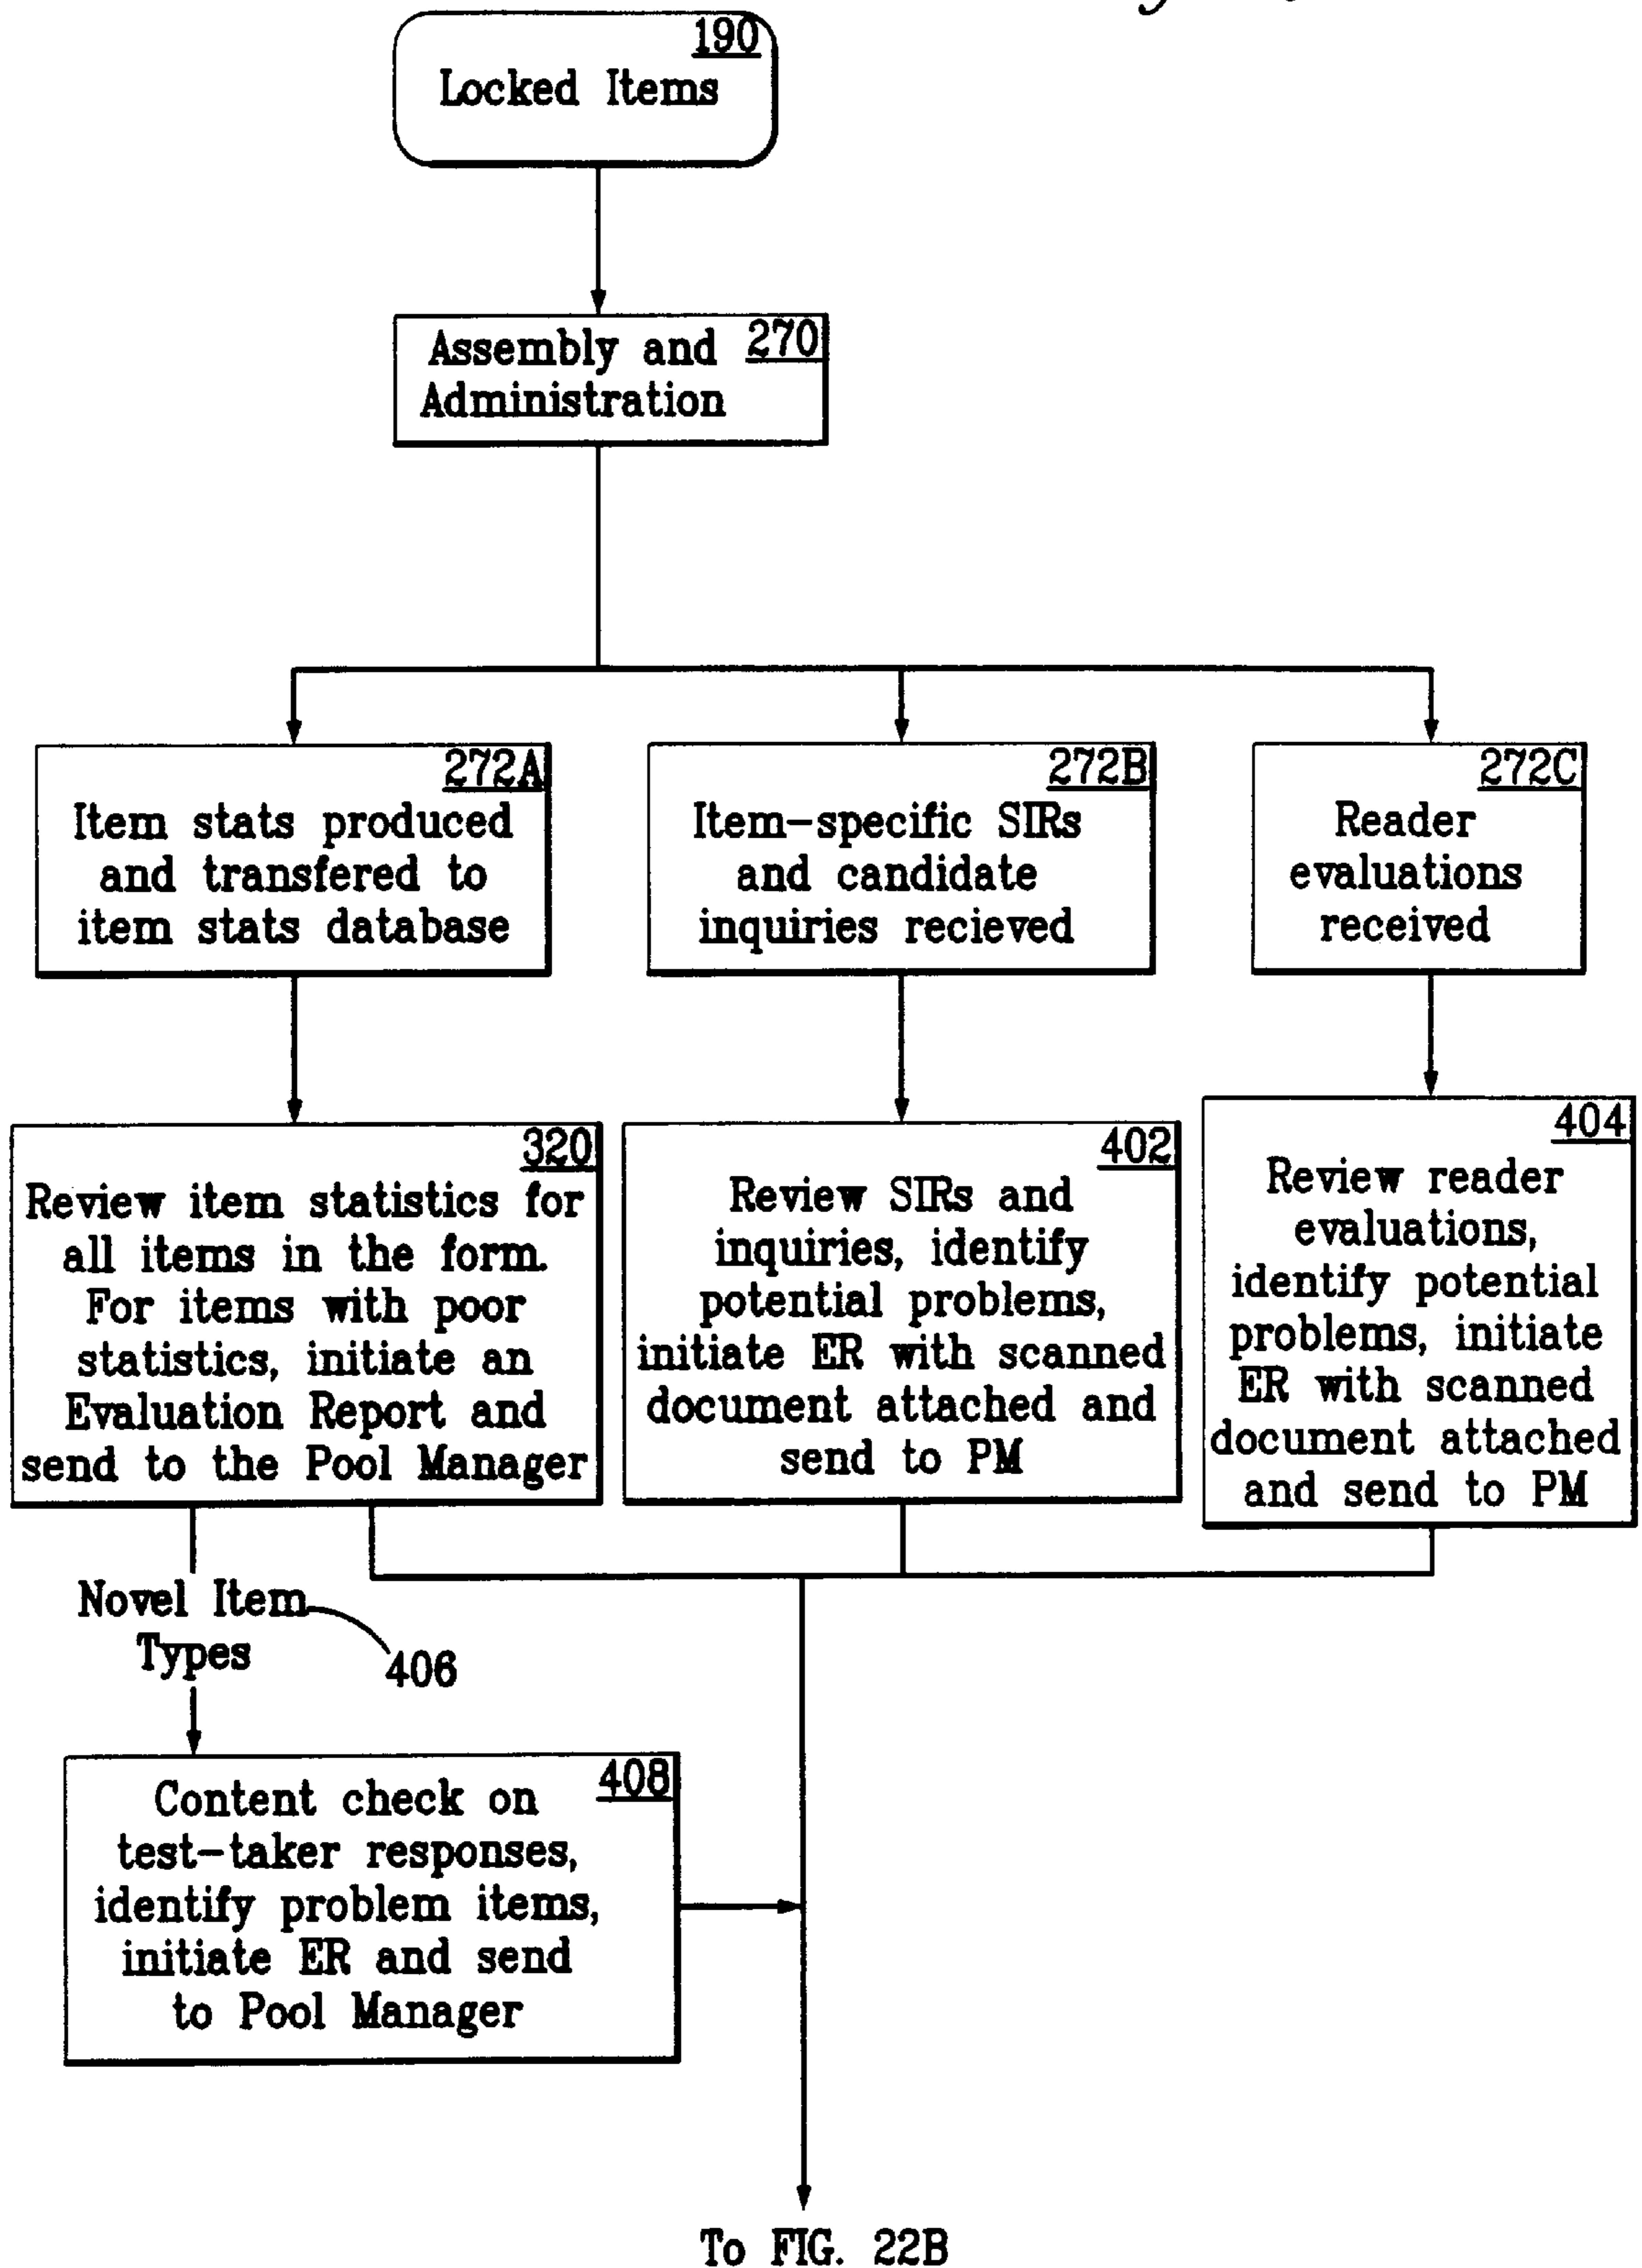 190
Locked Items
Assembly and 270
Administration
272A
Item stats produced
and transfered to
item stats database
272B
Item-specific SIRs
and candidate
inquiries recieved
272C
Reader
evaluations
received
320
Review item statistics for
all items in the form.
For items with poor
statistics, initiate an
Evaluation Report and
send to the Pool Manager
402
Review SIRs and
inquiries, identify
potential problems,
initiate ER with scanned
document attached and
send to PM
404
Review reader
evaluations,
identify potential
problems, initiate
ER with scanned
document attached
and send to PM
Novel Item
Types
406
408
Content check on
test-taker responses,
identify problem items,
initiate ER and send
to Pool Manager
To FIG. 22B